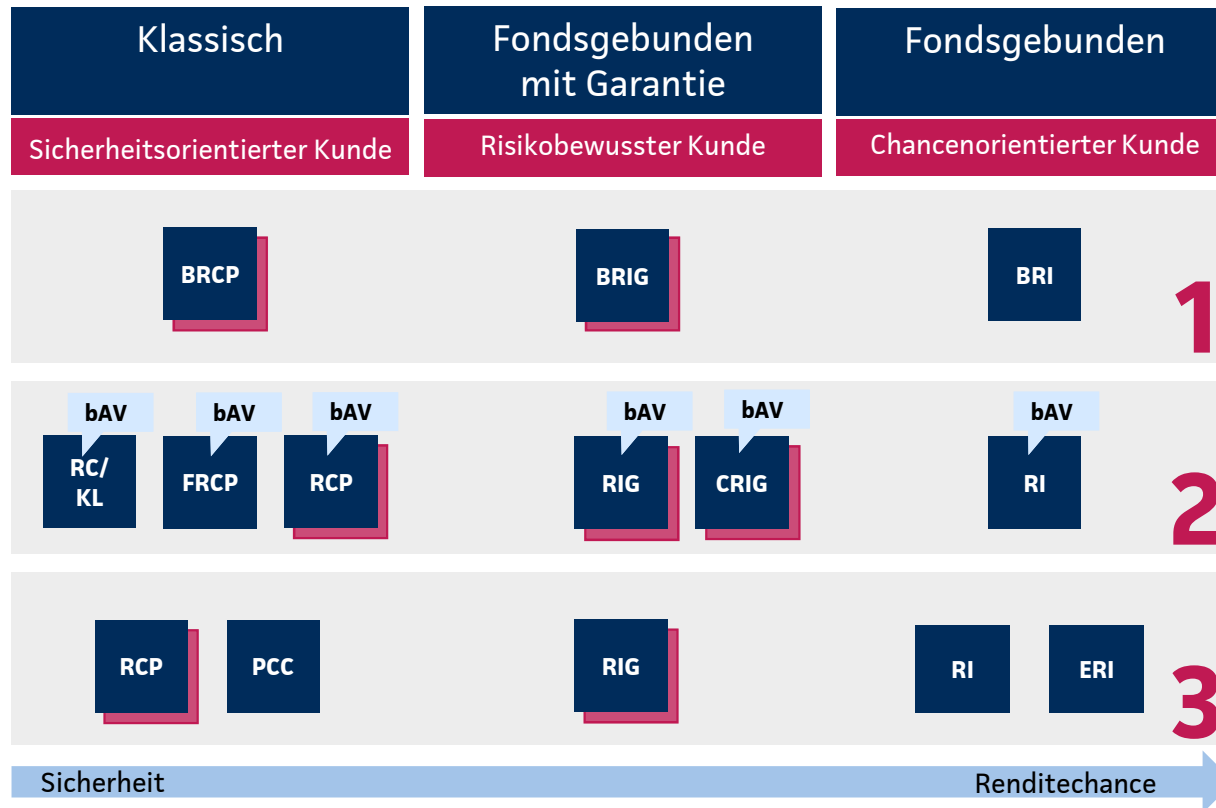 Klassisch
Fondsgebunden
mit Garantie
Fondsgebunden
Sicherheitsorientierter Kunde
Risikobewusster Kunde
Chancenorientierter Kunde
BRCP
BRIG
BRI
1
bAV
bAV
bAV
bAV
bAV
bAV
RC/
KL
FRCP
RCP
RIG
CRIG
RI
2
RCP
PCC
RIG
RI
ERI
3
Sicherheit
Renditechance